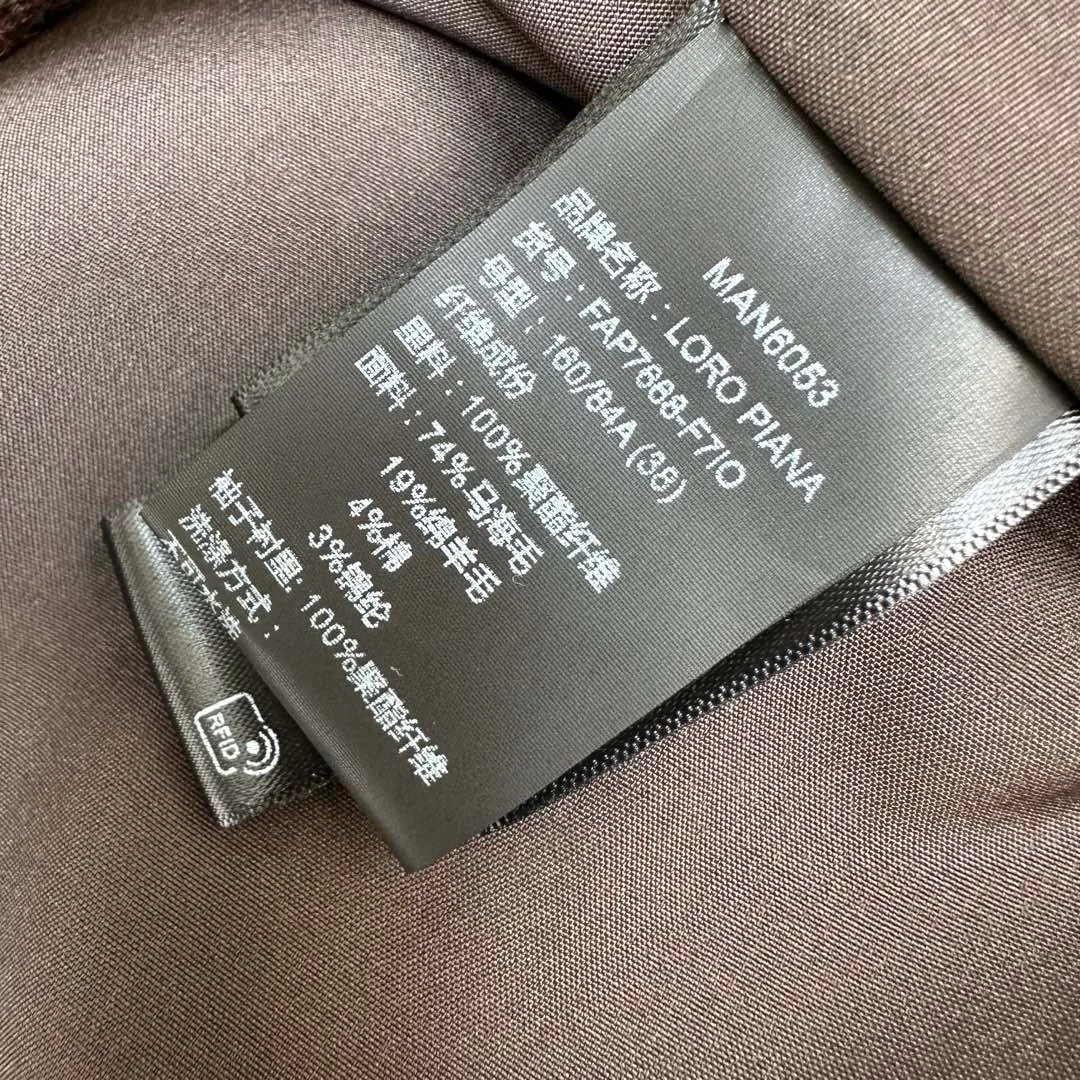 MAN6053
品牌名称：LORO PIANA
货号：FAP7688-F7IO
号型：160/84A(38)
纤维成份
里料：100%聚酯纤维
面料：74%马海毛
19%绵羊毛
4%棉
3%锦纶
袖子衬里: 100%聚酯纤维
洗涤方式：
RFID